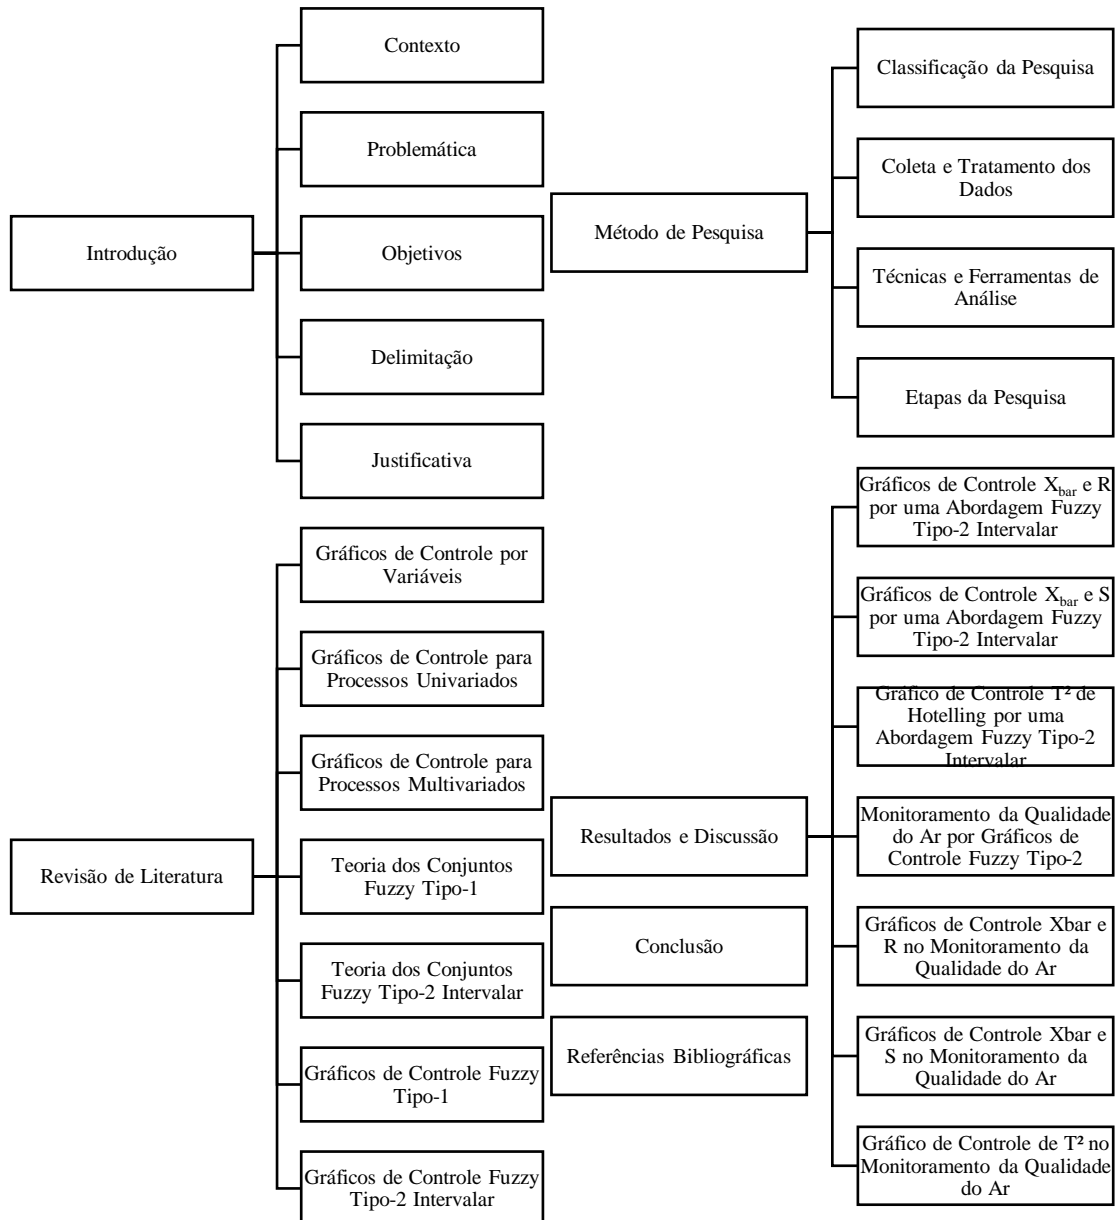 Introdução
Contexto
Problemática
Objetivos
Delimitação
Justificativa
Revisão de Literatura
Gráficos de Controle por
Variáveis
Gráficos de Controle para
Processos Univariados
Gráficos de Controle para
Processos Multivariados
Teoria dos Conjuntos
Fuzzy Tipo-1
Teoria dos Conjuntos
Fuzzy Tipo-2 Intervalar
Gráficos de Controle Fuzzy
Tipo-1
Gráficos de Controle Fuzzy
Tipo-2 Intervalar
Método de Pesquisa
Classificação da Pesquisa
Coleta e Tratamento dos
Dados
Técnicas e Ferramentas de
Análise
Etapas da Pesquisa
Resultados e Discussão
Gráficos de Controle Xbar e R
por uma Abordagem Fuzzy
Tipo-2 Intervalar
Gráficos de Controle Xbar e S
por uma Abordagem Fuzzy
Tipo-2 Intervalar
Gráfico de Controle T² de
Hotelling por uma
Abordagem Fuzzy Tipo-2
Intervalar
Monitoramento da Qualidade
do Ar por Gráficos de
Controle Fuzzy Tipo-2
Gráficos de Controle Xbar e
R no Monitoramento da
Qualidade do Ar
Gráficos de Controle Xbar e
S no Monitoramento da
Qualidade do Ar
Gráfico de Controle de T² no
Monitoramento da Qualidade
do Ar
Conclusão
Referências Bibliográficas